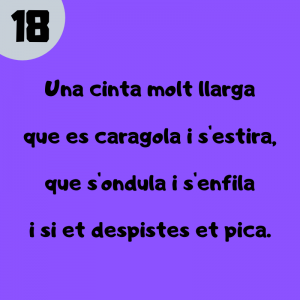 18
Una cinta molt llarga
que es caragola i s'estira,
que s'ondula i s'enfila
i si et despistes et pica.